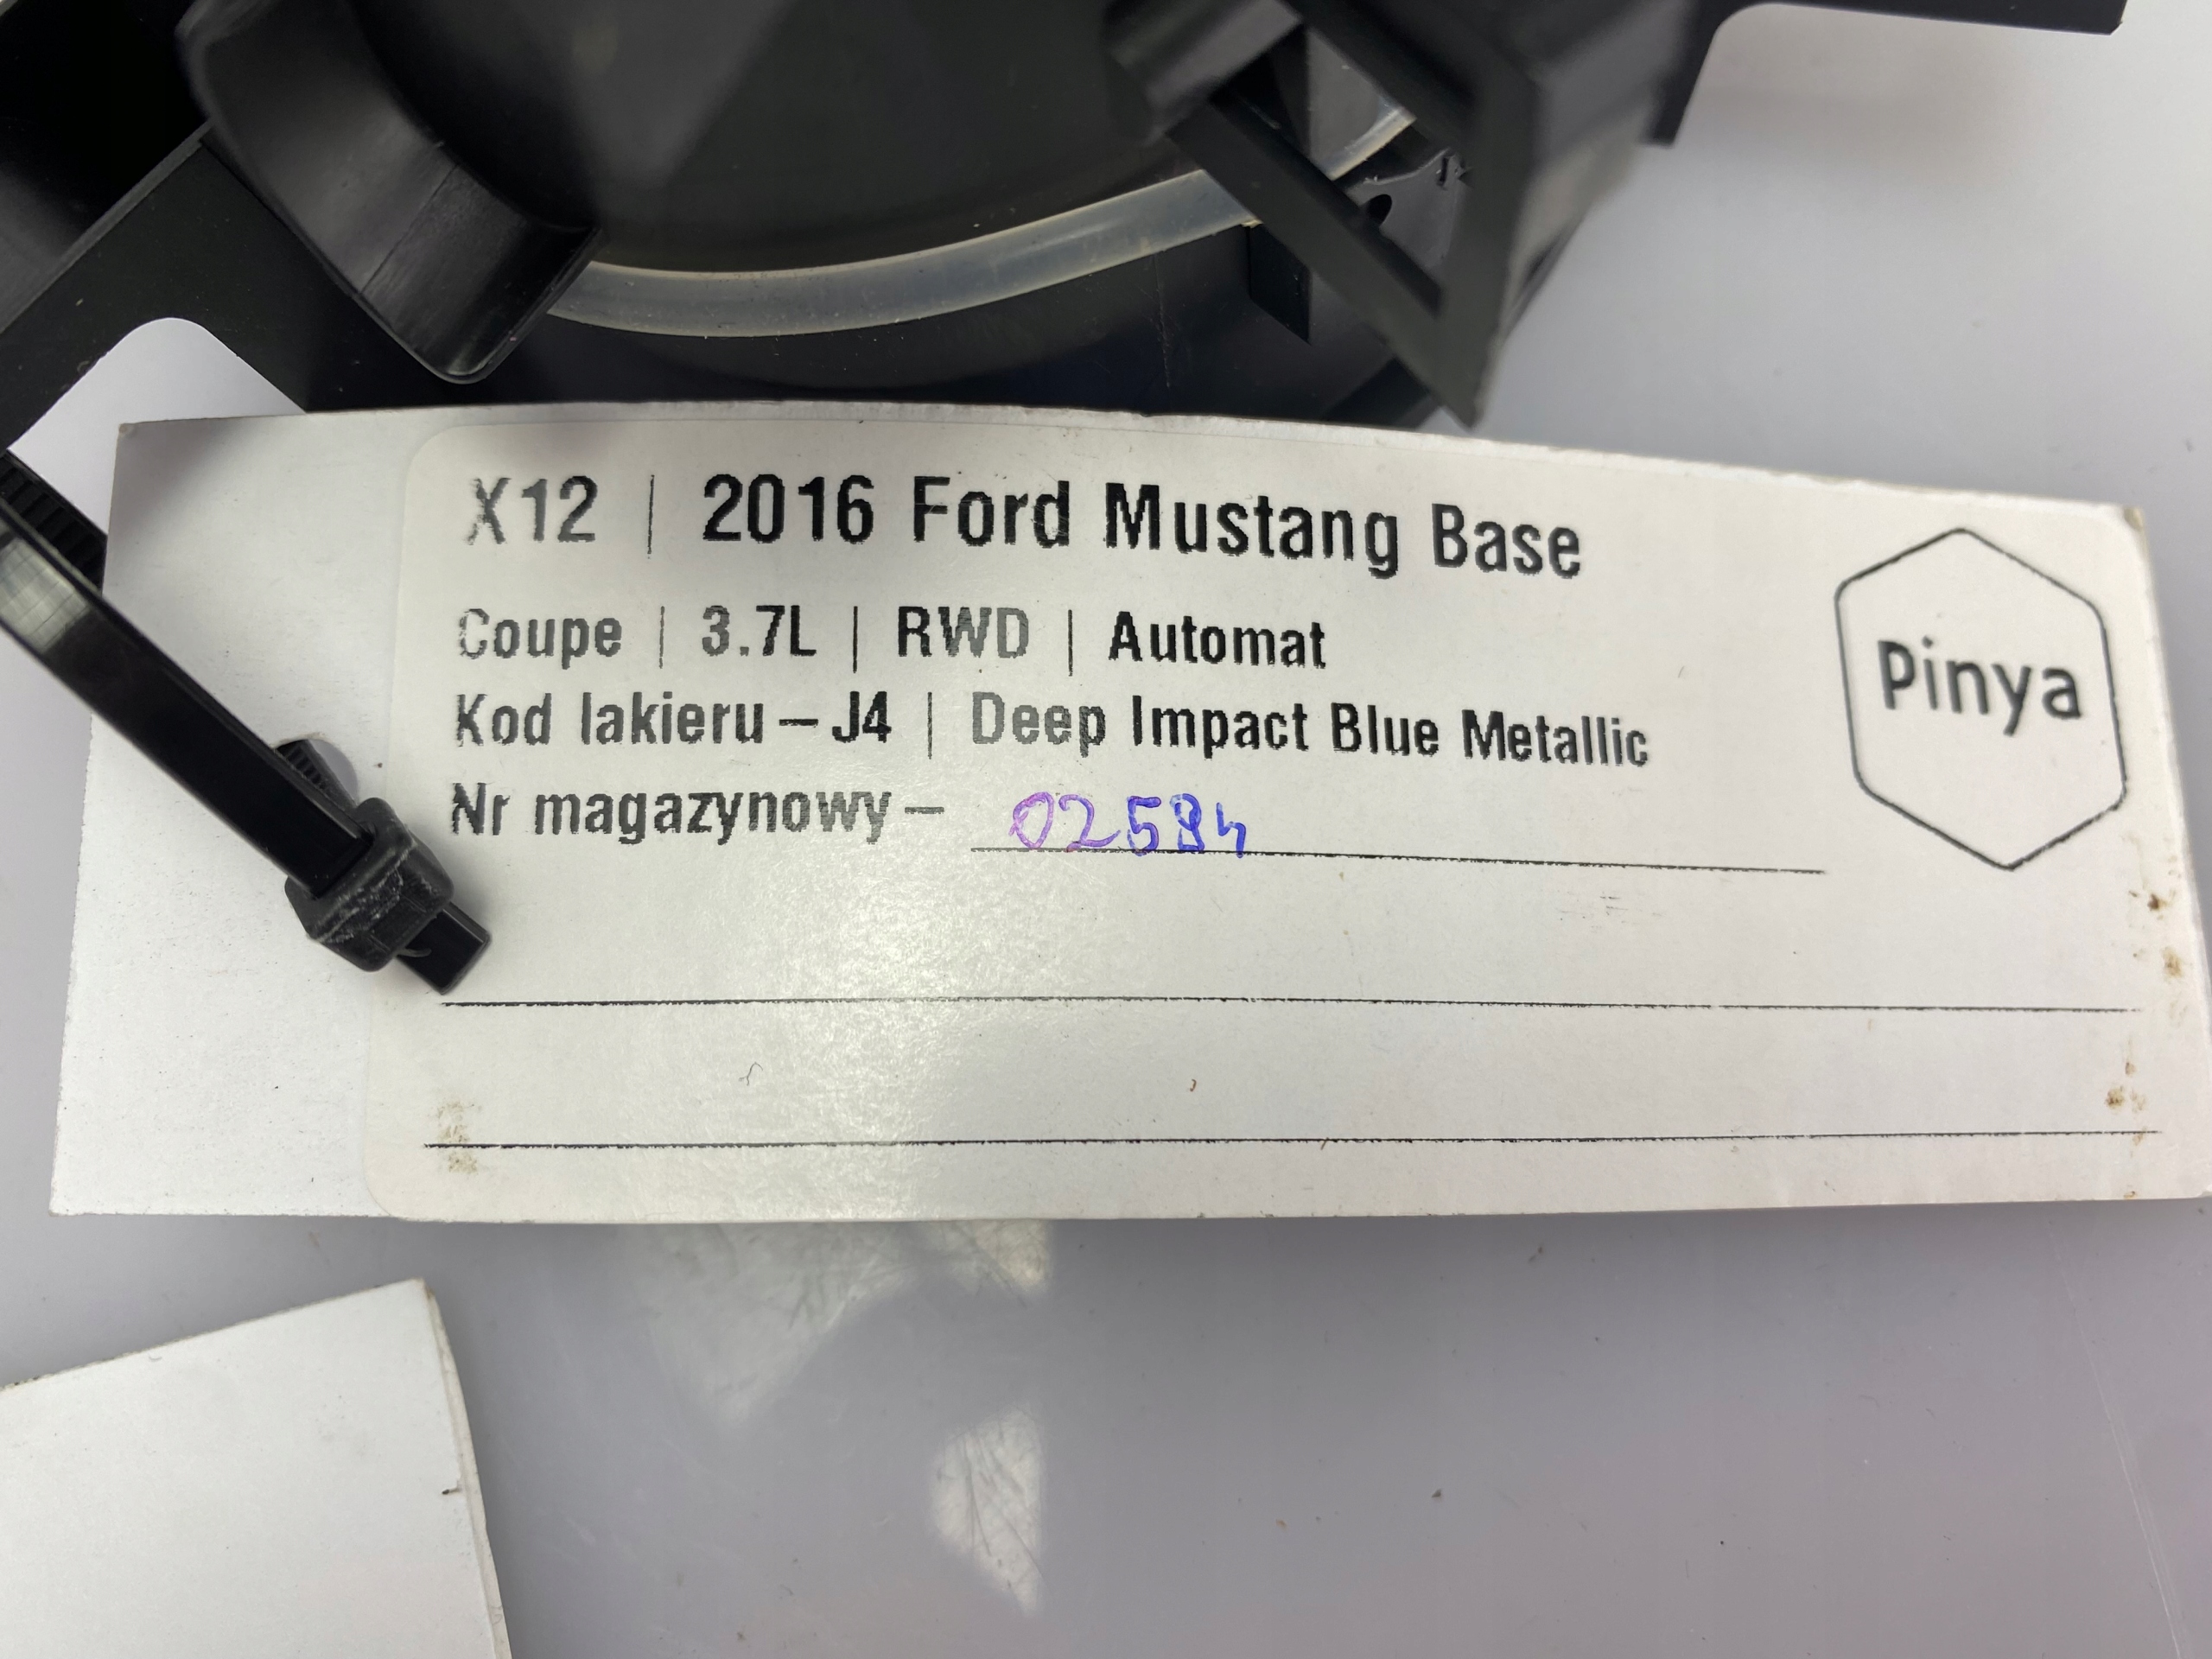 X12 | 2016 Ford Mustang Base
Coupe | 3.7L | RWD | Automat
Kod lakieru – J4 | Deep Impact Blue Metallic
Nr magazynowy – 02584
Pinya